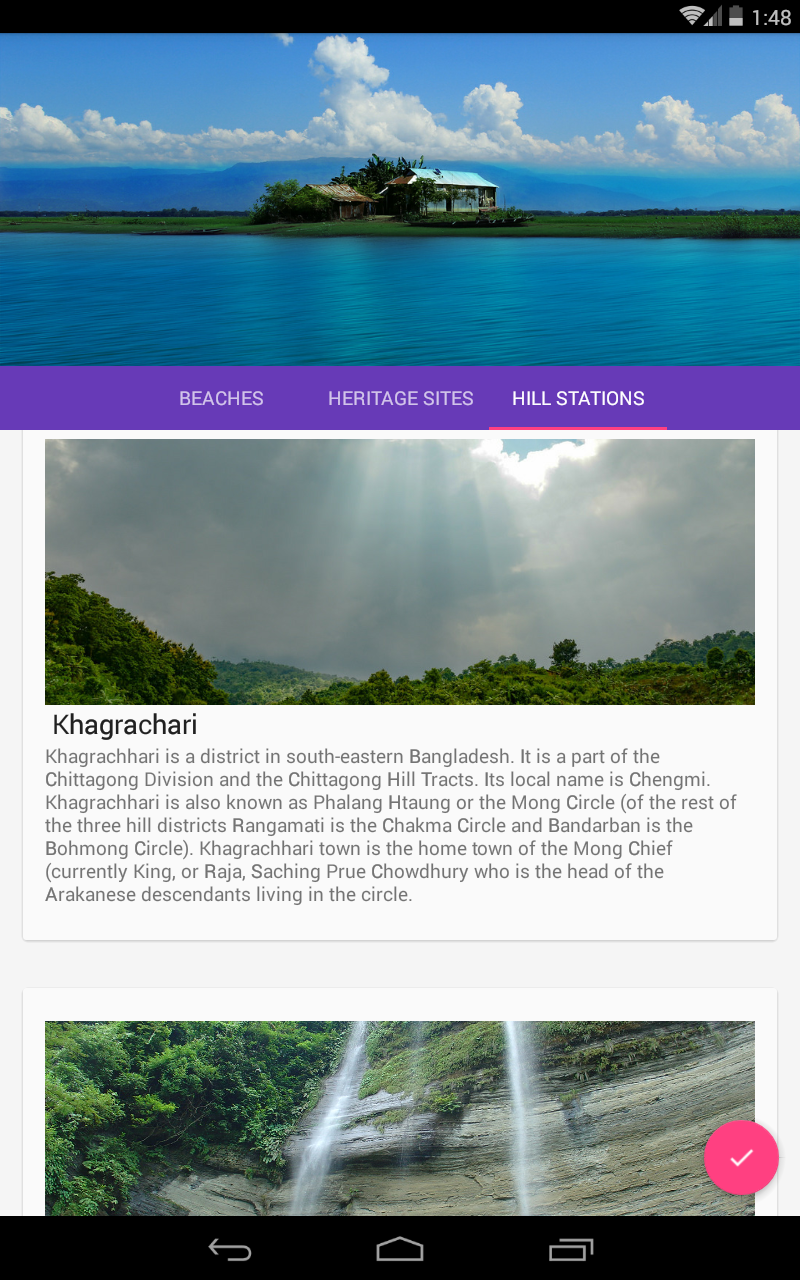 1:48
BEACHES HERITAGE SITES HILL STATIONS
Khagrachari
Khagrachhari is a district in south-eastern Bangladesh. It is a part of the
Chittagong Division and the Chittagong Hill Tracts. Its local name is Chengmi.
Khagrachhari is also known as Phalang Htaung or the Mong Circle (of the rest of
the three hill districts Rangamati is the Chakma Circle and Bandarban is the
Bohmong Circle). Khagrachhari town is the home town of the Mong Chief
(currently King, or Raja, Saching Prue Chowdhury who is the head of the
Arakanese descendants living in the circle.